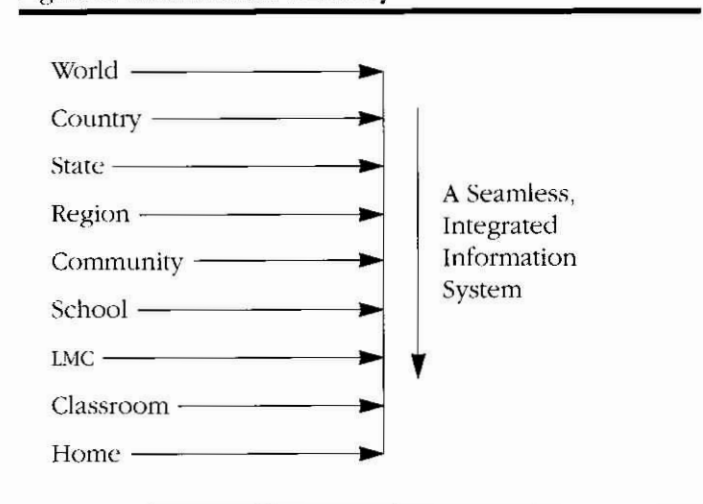 World
Country
State
Region
Community
School
LMC
Classroom
Home
A Seamless,
Integrated
Information
System